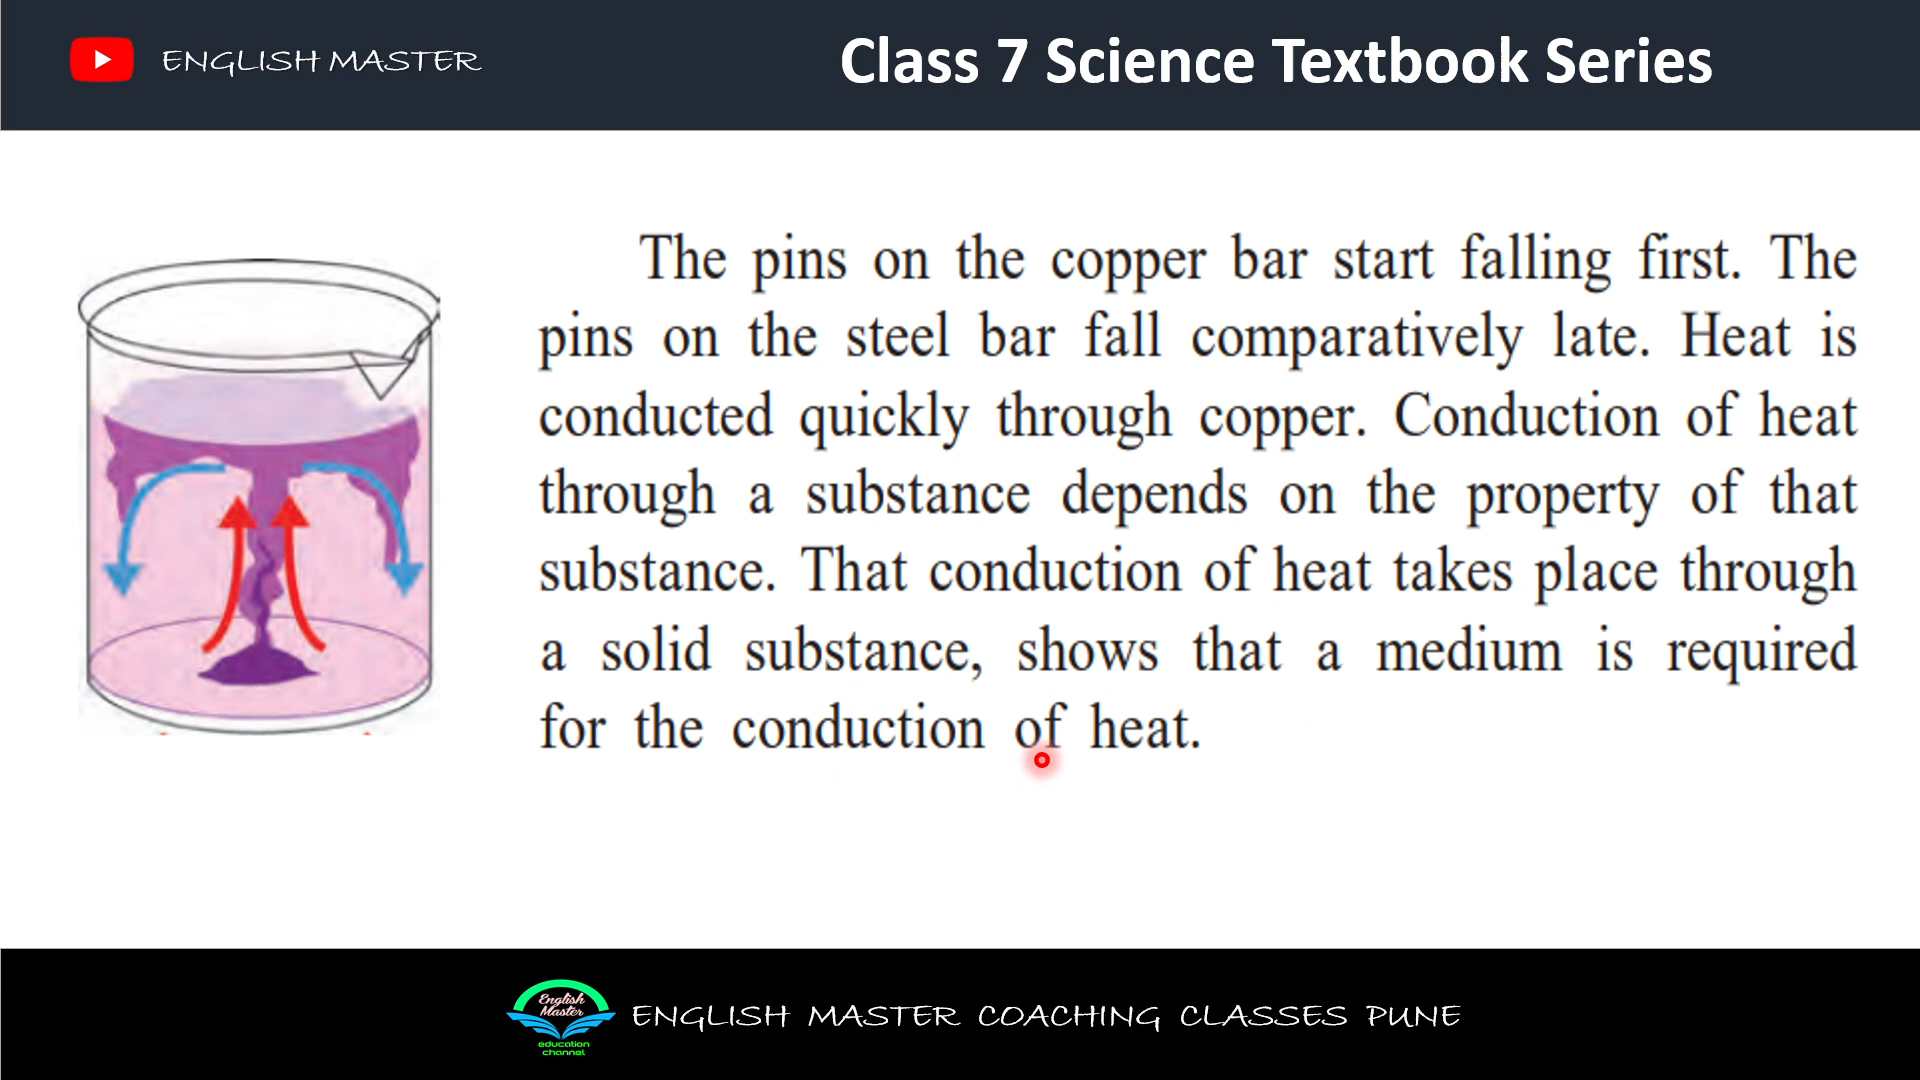 ENGLISH MASTER
Class 7 Science Textbook Series
The pins on the copper bar start falling first. The
pins on the steel bar fall comparatively late. Heat is
conducted quickly through copper. Conduction of heat
through a substance depends on the property of that
substance. That conduction of heat takes place through
a solid substance, shows that a medium is required
for the conduction of heat.
English
Master
education
channel
ENGLISH MASTER COACHING CLASSES PUNE